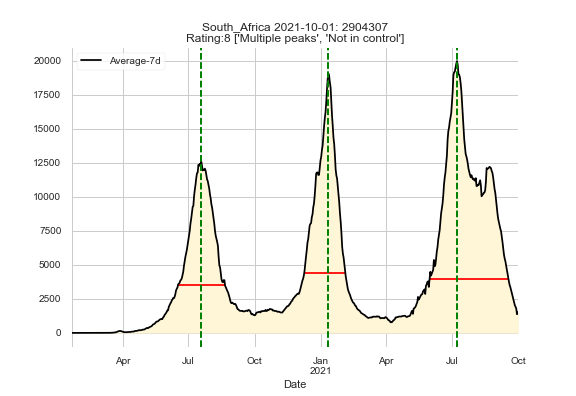 South_Africa 2021-10-01: 2904307
Rating:8 ['Multiple peaks', 'Not in control']
Average-7d
20000
17500
15000
12500
10000
7500
5000
2500
0
Apr Jul Oct Jan Apr Jul Oct
2021
Date